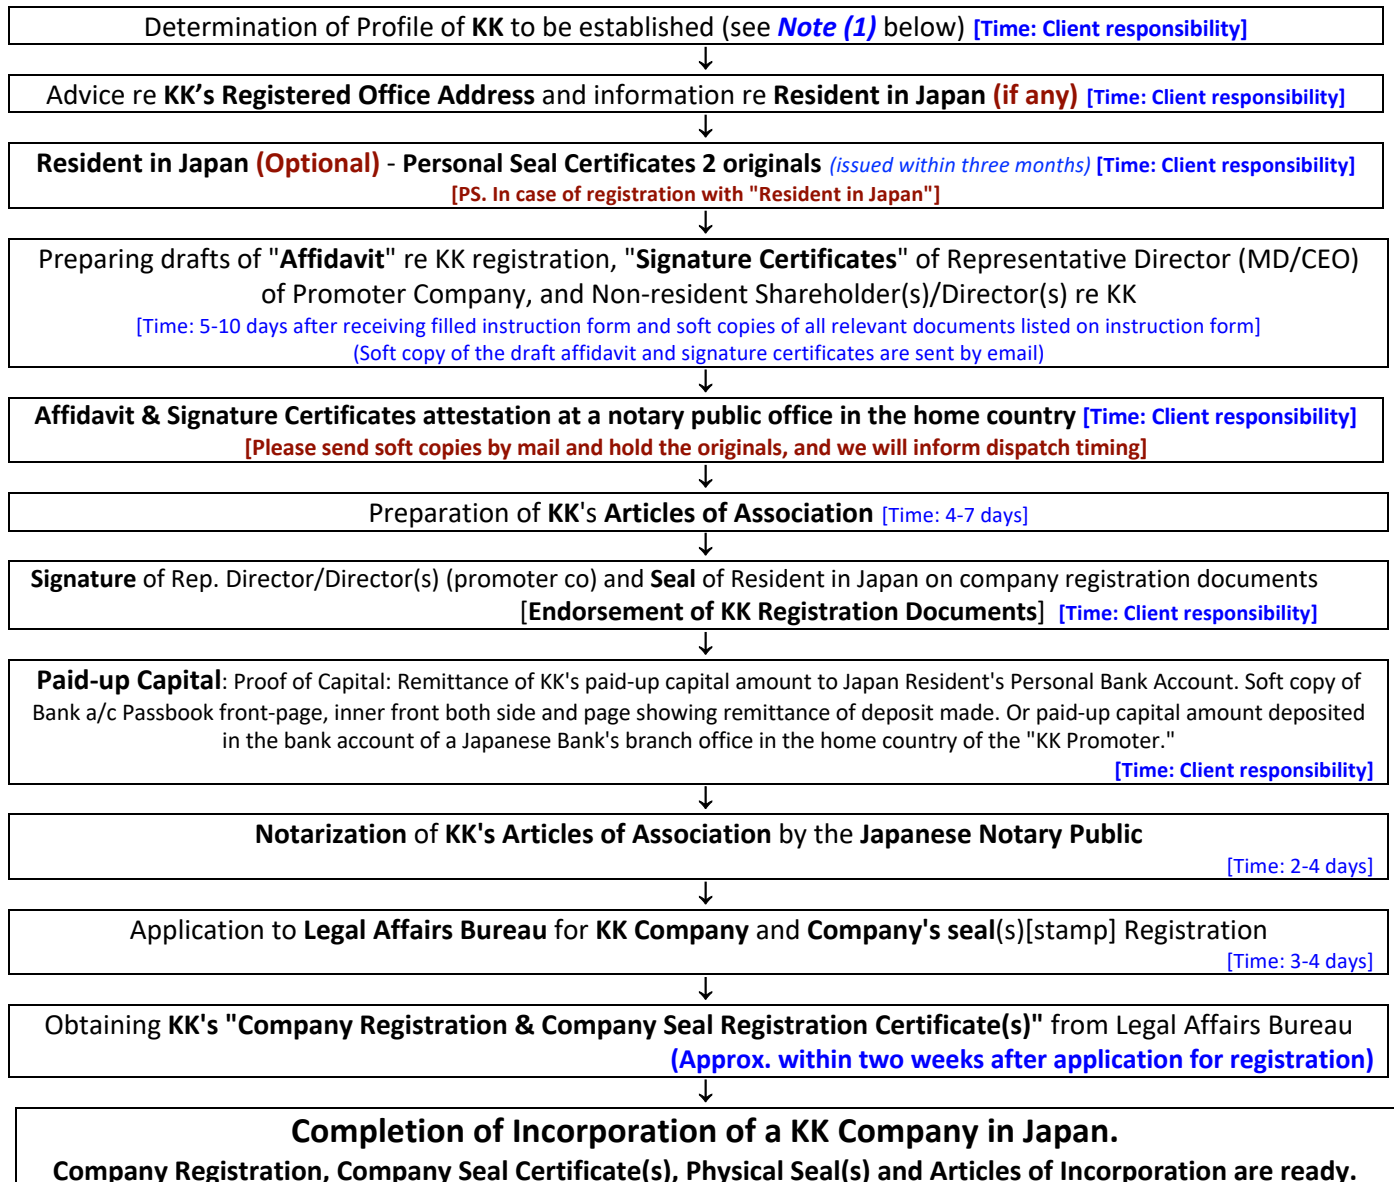 Determination of Profile of KK to be established (see Note (1) below) [Time: Client responsibility]
↓
Advice re KK’s Registered Office Address and information re Resident in Japan (if any) [Time: Client responsibility]
↓
Resident in Japan (Optional) - Personal Seal Certificates 2 originals (issued within three months) [Time: Client responsibility]
[PS. In case of registration with "Resident in Japan"]
↓
Preparing drafts of "Affidavit" re KK registration, "Signature Certificates" of Representative Director (MD/CEO)
of Promoter Company, and Non-resident Shareholder(s)/Director(s) re KK
[Time: 5-10 days after receiving filled instruction form and soft copies of all relevant documents listed on instruction form]
(Soft copy of the draft affidavit and signature certificates are sent by email)
↓
Affidavit & Signature Certificates attestation at a notary public office in the home country [Time: Client responsibility]
[Please send soft copies by mail and hold the originals, and we will inform dispatch timing]
↓
Preparation of KK's Articles of Association [Time: 4-7 days]
↓
Signature of Rep. Director/Director(s) (promoter co) and Seal of Resident in Japan on company registration documents
[Endorsement of KK Registration Documents] [Time: Client responsibility]
↓
Paid-up Capital: Proof of Capital: Remittance of KK's paid-up capital amount to Japan Resident's Personal Bank Account. Soft copy of
Bank a/c Passbook front-page, inner front both side and page showing remittance of deposit made. Or paid-up capital amount deposited
in the bank account of a Japanese Bank's branch office in the home country of the "KK Promoter."
[Time: Client responsibility]
↓
Notarization of KK's Articles of Association by the Japanese Notary Public
[Time: 2-4 days]
↓
Application to Legal Affairs Bureau for KK Company and Company's seal(s)[stamp] Registration
[Time: 3-4 days]
↓
Obtaining KK's "Company Registration & Company Seal Registration Certificate(s)" from Legal Affairs Bureau
(Approx. within two weeks after application for registration)
↓
Completion of Incorporation of a KK Company in Japan.
Company Registration, Company Seal Certificate(s), Physical Seal(s) and Articles of Incorporation are ready.